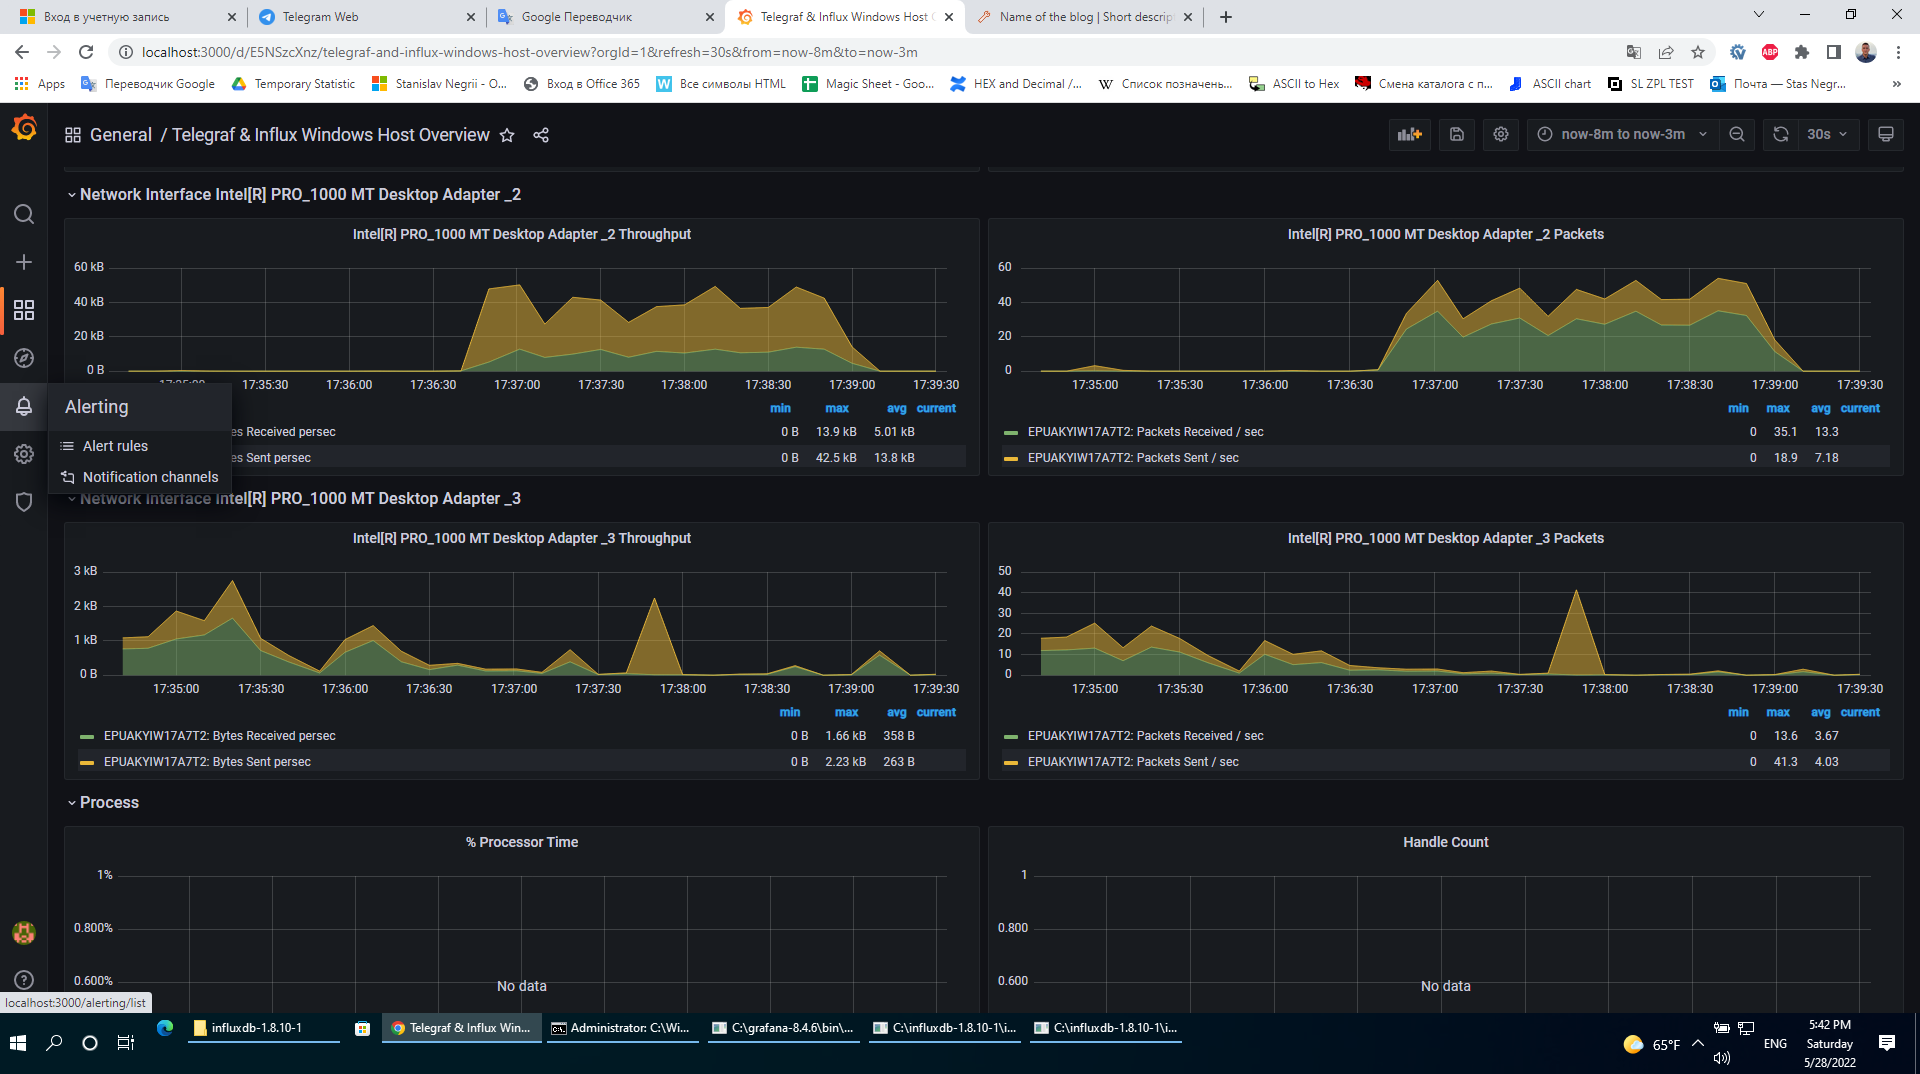 Вход в учетную запись
Telegram Web
Google Переводчик
Telegraf & Influx Windows Host
Name of the blog | Short descrip
localhost:3000/d/E5NSzcXnz/telegraf-and-influx-windows-host-overview?orgId=1&refresh=30s&from=now-8m&to=now-3m
ABP
Apps
Переводчик Google
Temporary Statistic
Stanislav Negrii - O...
Вход в Office 365
Все символы HTML
Magic Sheet - Goo...
HEX and Decimal /...
Список позначень...
ASCII to Hex
Смена каталога с п...
ASCII chart
SL ZPL TEST
Почта — Stas Negr...
»
General / Telegraf & Influx Windows Host Overview
now-8m to now-3m
30s
Network Interface Intel[R] PRO_1000 MT Desktop Adapter _2
Intel[R] PRO_1000 MT Desktop Adapter _2 Throughput
60 kB
40 kB
20 kB
0 B
17:35:00 17:35:30 17:36:00 17:36:30 17:37:00 17:37:30 17:38:00 17:38:30 17:39:00 17:39:30
min max avg current
es Received persec 0 B 13.9 kB 5.01 kB
es Sent persec 0 B 42.5 kB 13.8 kB
Intel[R] PRO_1000 MT Desktop Adapter _2 Packets
60
40
20
0
17:35:00 17:35:30 17:36:00 17:36:30 17:37:00 17:37:30 17:38:00 17:38:30 17:39:00 17:39:30
min max avg current
EPUAKYIW17A7T2: Packets Received / sec 0 35.1 13.3
EPUAKYIW17A7T2: Packets Sent / sec 0 18.9 7.18
Alerting
Alert rules
Notification channels
Network Interface Intel[R] PRO_1000 MT Desktop Adapter _3
Intel[R] PRO_1000 MT Desktop Adapter _3 Throughput
3 kB
2 kB
1 kB
0 B
17:35:00 17:35:30 17:36:00 17:36:30 17:37:00 17:37:30 17:38:00 17:38:30 17:39:00 17:39:30
min max avg current
EPUAKYIW17A7T2: Bytes Received persec 0 B 1.66 kB 358 B
EPUAKYIW17A7T2: Bytes Sent persec 0 B 2.23 kB 263 B
Intel[R] PRO_1000 MT Desktop Adapter _3 Packets
50
40
30
20
10
0
17:35:00 17:35:30 17:36:00 17:36:30 17:37:00 17:37:30 17:38:00 17:38:30 17:39:00 17:39:30
min max avg current
EPUAKYIW17A7T2: Packets Received / sec 0 13.6 3.67
EPUAKYIW17A7T2: Packets Sent / sec 0 41.3 4.03
Process
% Processor Time
1%
0.800%
0.600%
No data
Handle Count
1
0.800
0.600
No data
localhost:3000/alerting/list
influxdb-1.8.10-1
Telegraf & Influx Win...
Administrator: C:\Wi...
C:\grafana-8.4.6\bin\...
C:\influxdb-1.8.10-1\i...
C:\influxdb-1.8.10-1\i...
65°F
ENG
5:42 PM
Saturday
5/28/2022